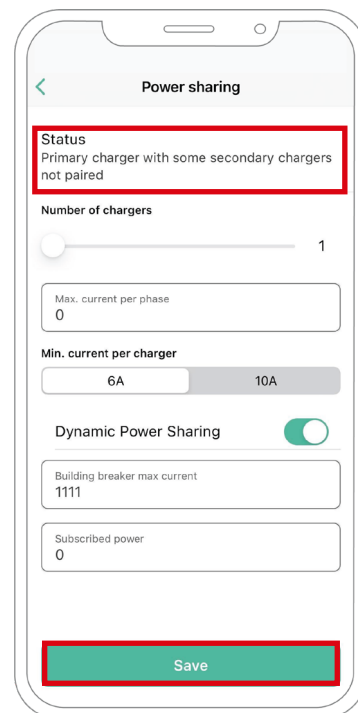 Power sharing
Status
Primary charger with some secondary chargers
not paired
Number of chargers
1
Max. current per phase
0
Min. current per charger
6A 10A
Dynamic Power Sharing
Building breaker max current
1111
Subscribed power
0
Save